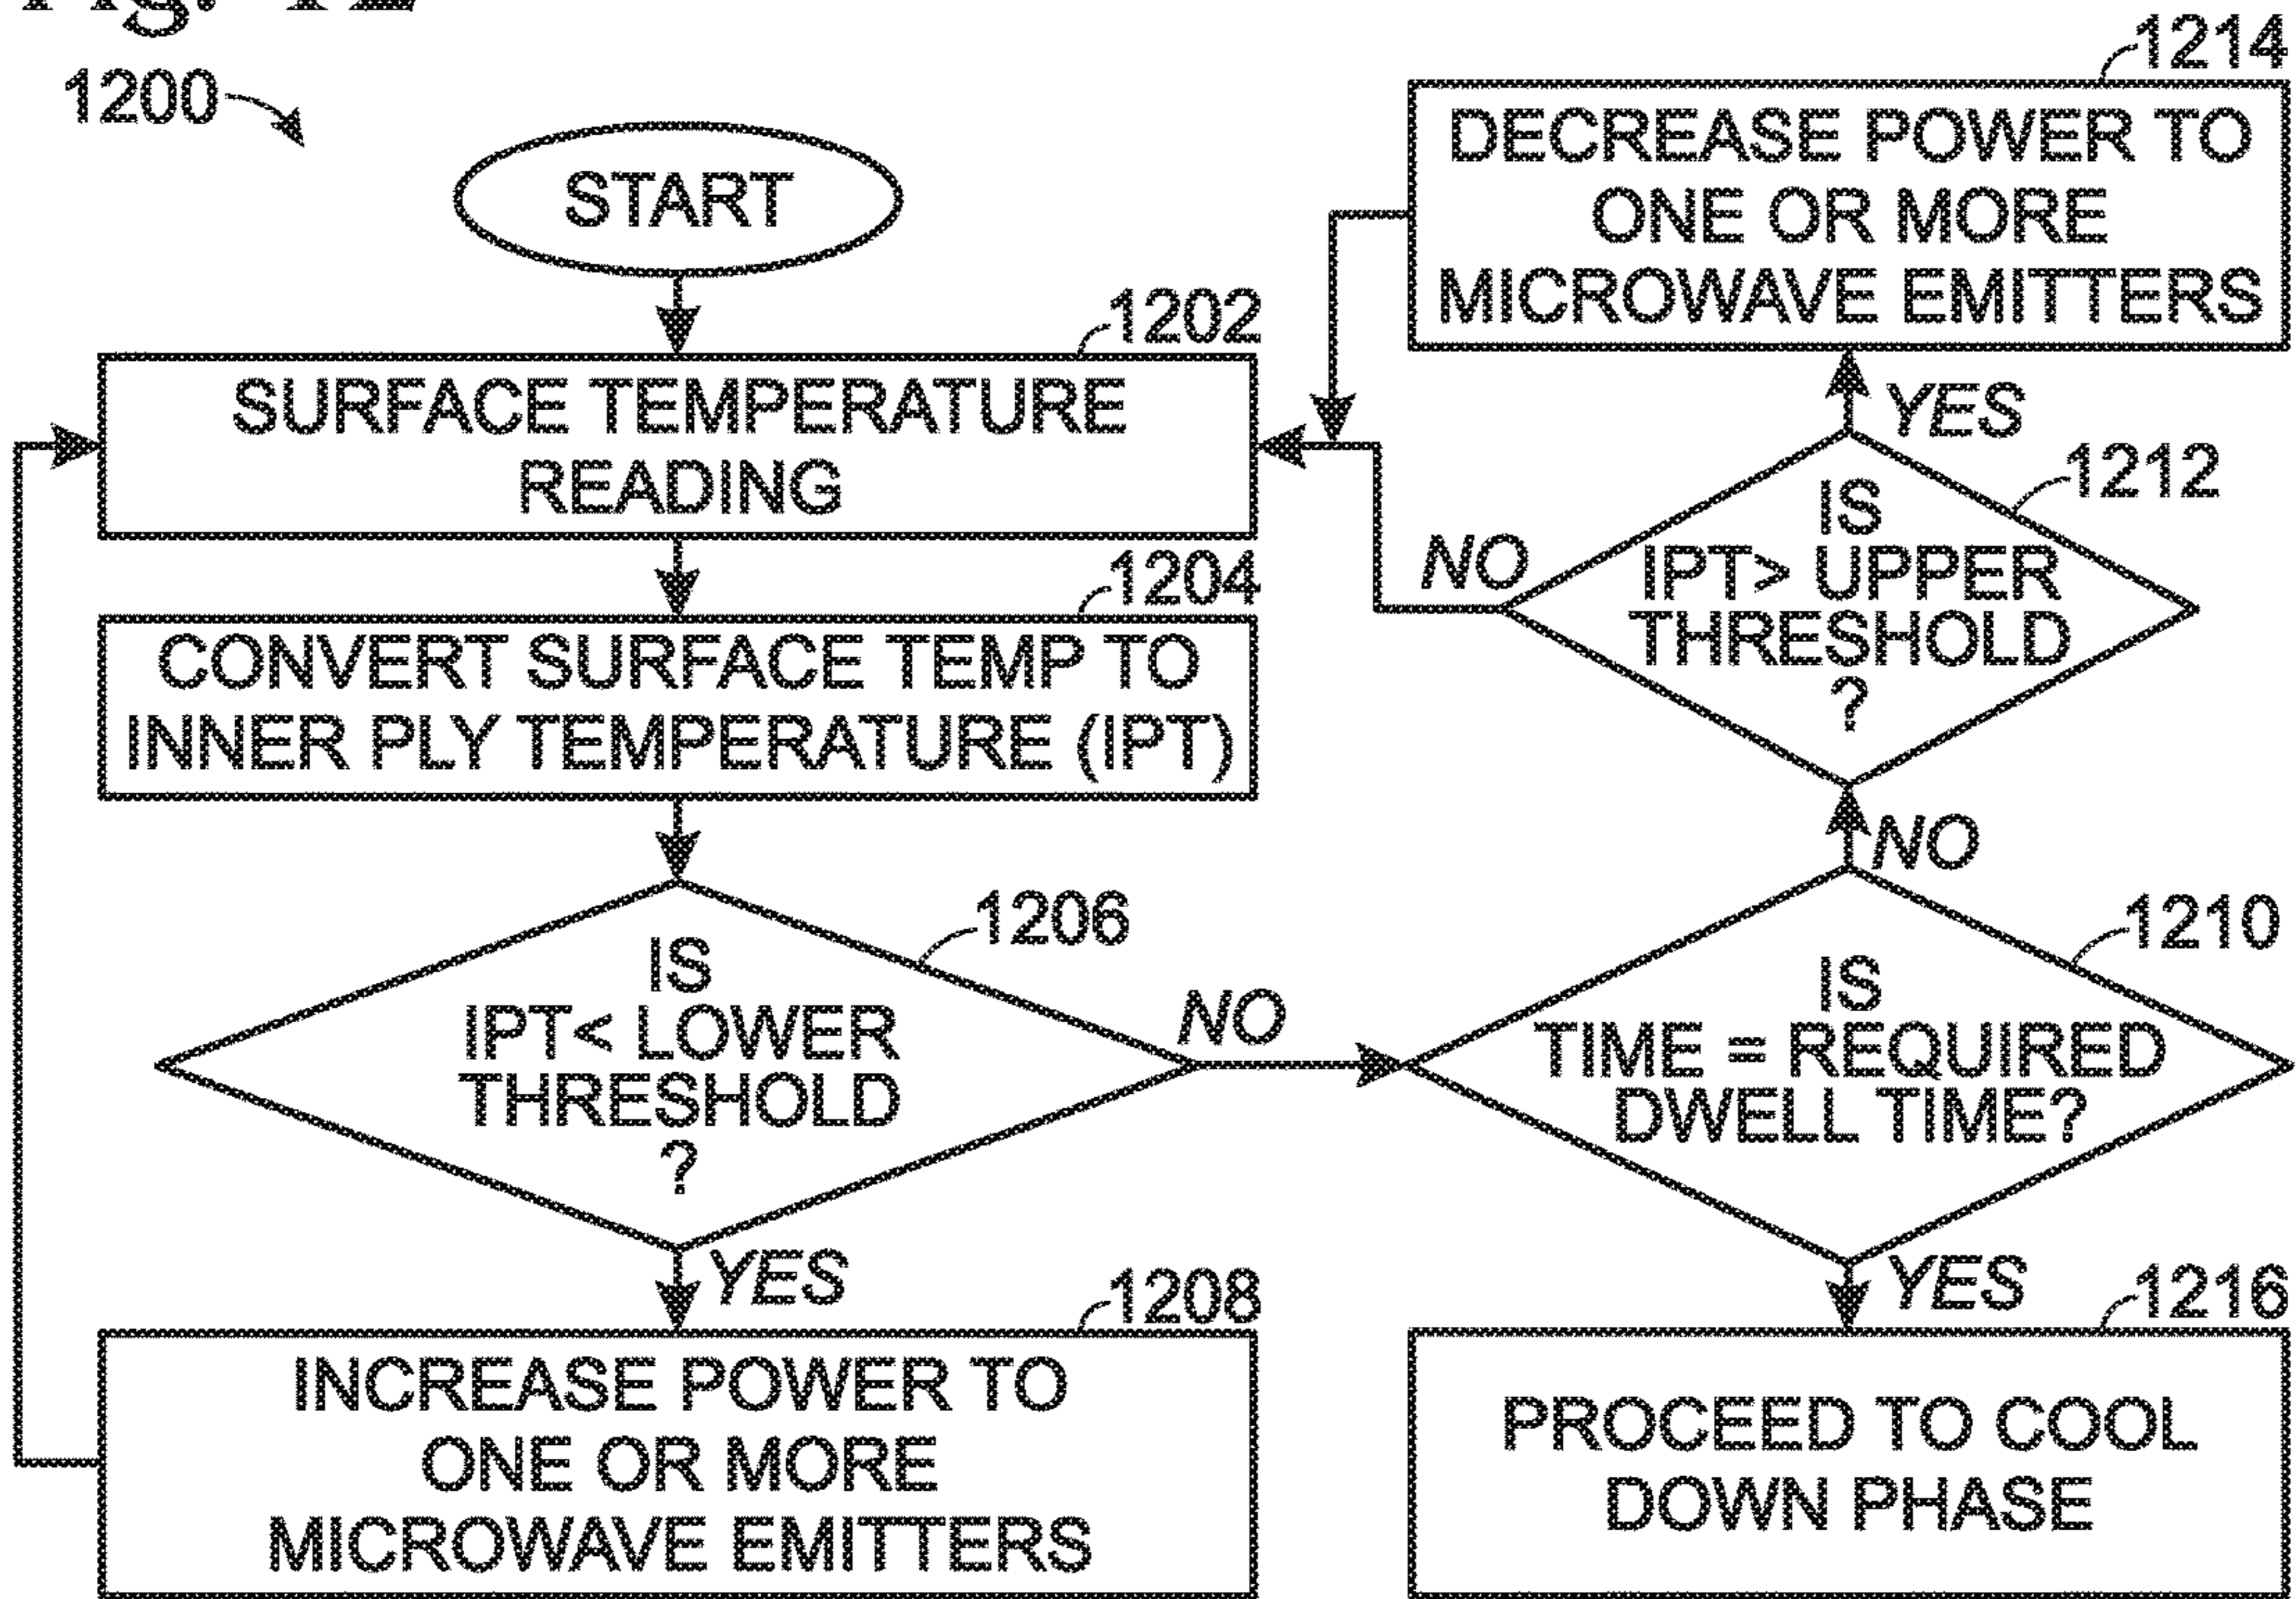 Fig. 12
1200
START
1202
SURFACE TEMPERATURE
READING
1204
CONVERT SURFACE TEMP TO
INNER PLY TEMPERATURE (IPT)
1206
IS
IPT< LOWER
THRESHOLD
?
NO
YES
1208
INCREASE POWER TO
ONE OR MORE
MICROWAVE EMITTERS
1210
IS
TIME = REQUIRED
DWELL TIME?
NO
YES
1212
IS
IPT> UPPER
THRESHOLD
?
NO
YES
1214
DECREASE POWER TO
ONE OR MORE
MICROWAVE EMITTERS
1216
PROCEED TO COOL
DOWN PHASE